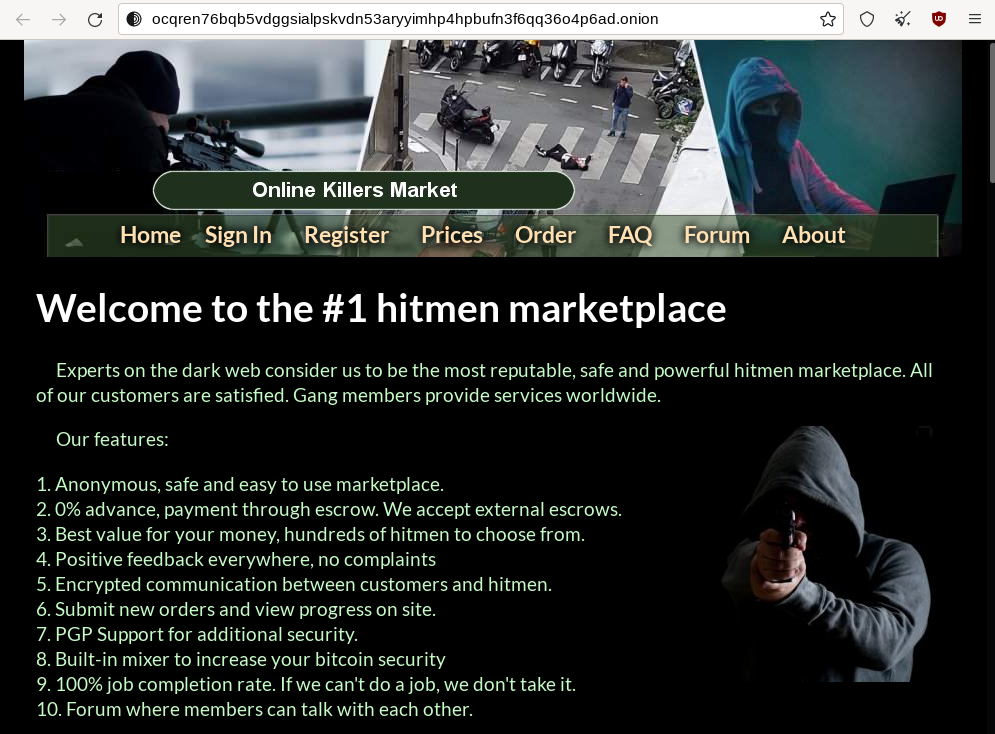 ocqren76bqb5vdggsialpskvdn53aryyimhp4hpbufn3f6qq36o4p6ad.onion
Online Killers Market
Home Sign In Register Prices Order FAQ Forum About
Welcome to the #1 hitmen marketplace
Experts on the dark web consider us to be the most reputable, safe and powerful hitmen marketplace. All
of our customers are satisfied. Gang members provide services worldwide.
Our features:
1. Anonymous, safe and easy to use marketplace.
2. 0% advance, payment through escrow. We accept external escrows.
3. Best value for your money, hundreds of hitmen to choose from.
4. Positive feedback everywhere, no complaints
5. Encrypted communication between customers and hitmen.
6. Submit new orders and view progress on site.
7. PGP Support for additional security.
8. Built-in mixer to increase your bitcoin security
9. 100% job completion rate. If we can't do a job, we don't take it.
10. Forum where members can talk with each other.